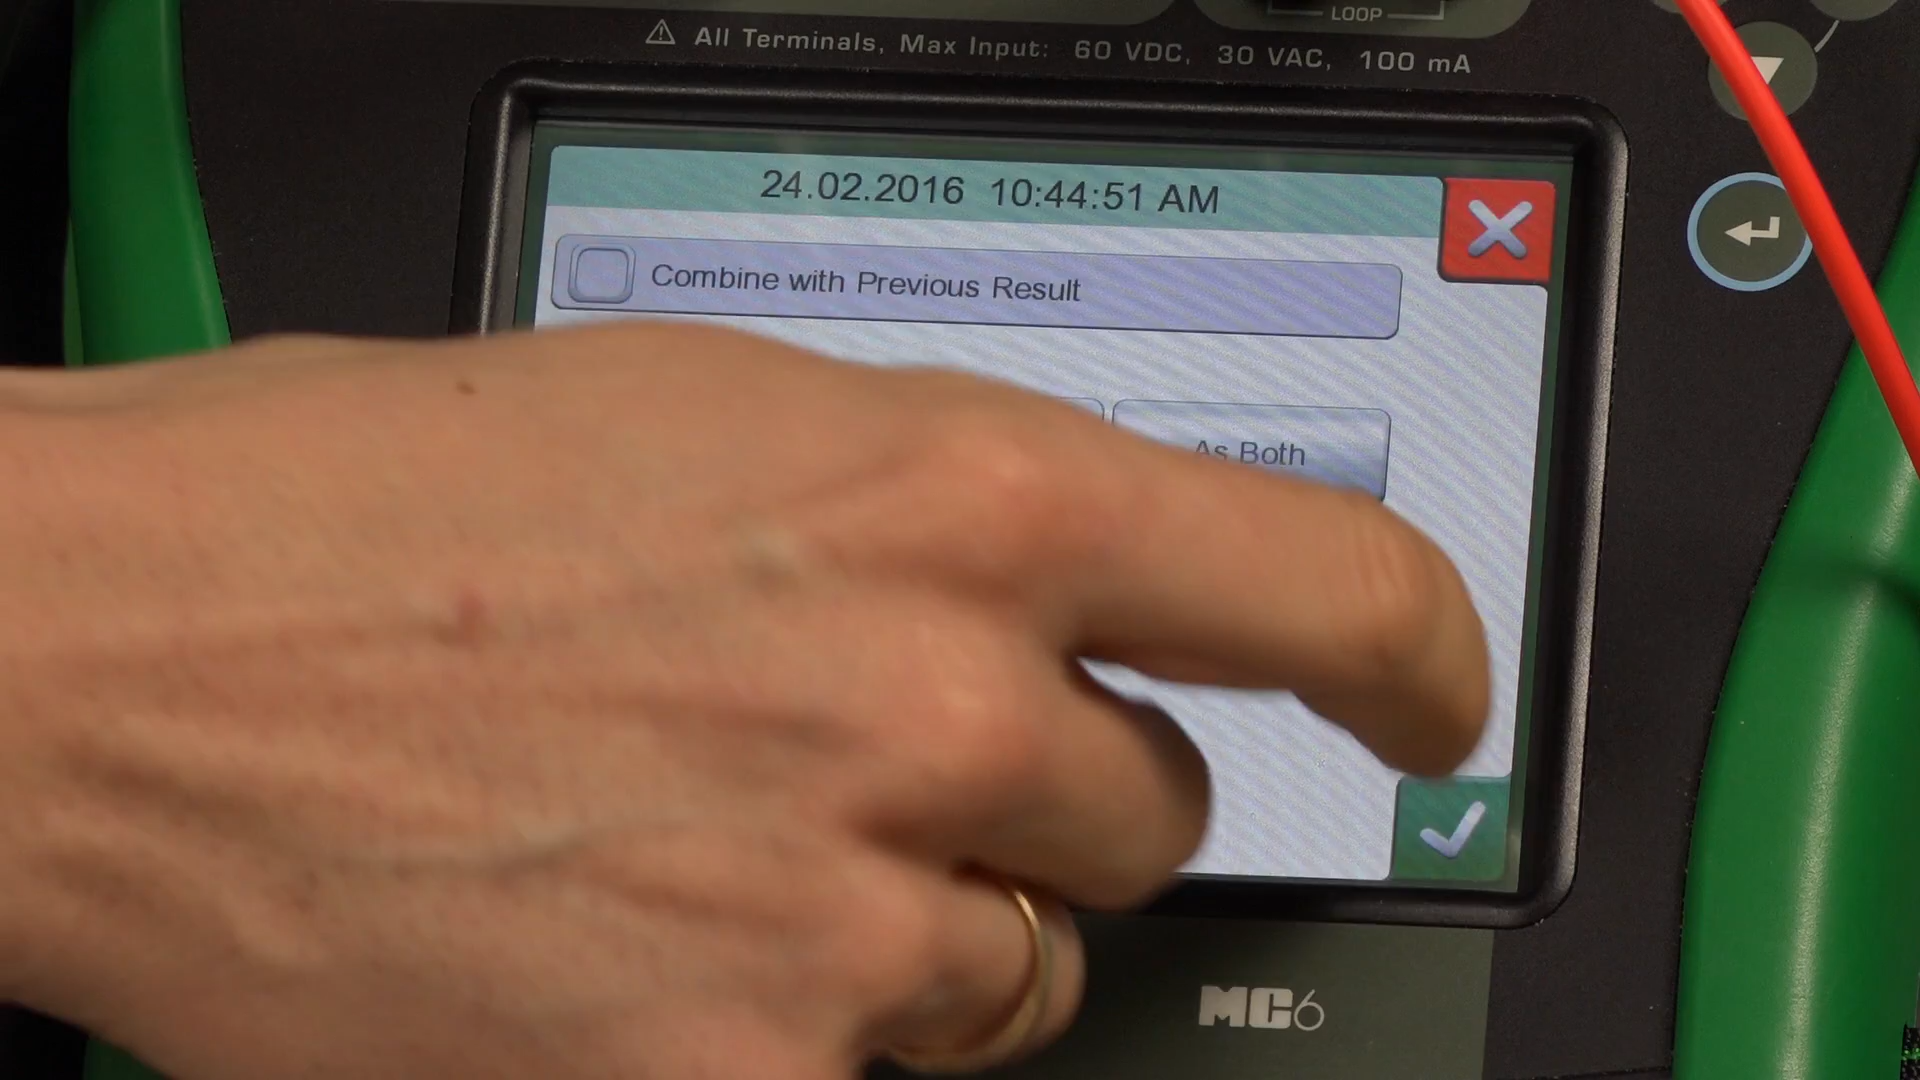 LOOP
All Terminals, Max Input: 60 VDC, 30 VAC, 100 mA
24.02.2016 10:44:51 AM
Combine with Previous Result
As Both
MC6